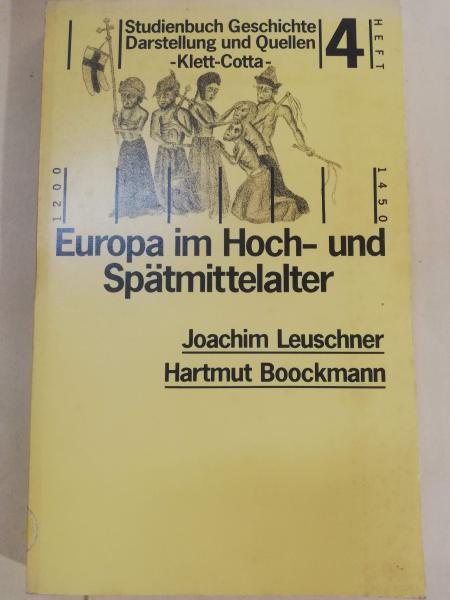 Studienbuch Geschichte
Darstellung und Quellen
-Klett-Cotta-
4
HEFT
1200
1450
Europa im Hoch- und
Spätmittelalter
Joachim Leuschner
Hartmut Boockmann